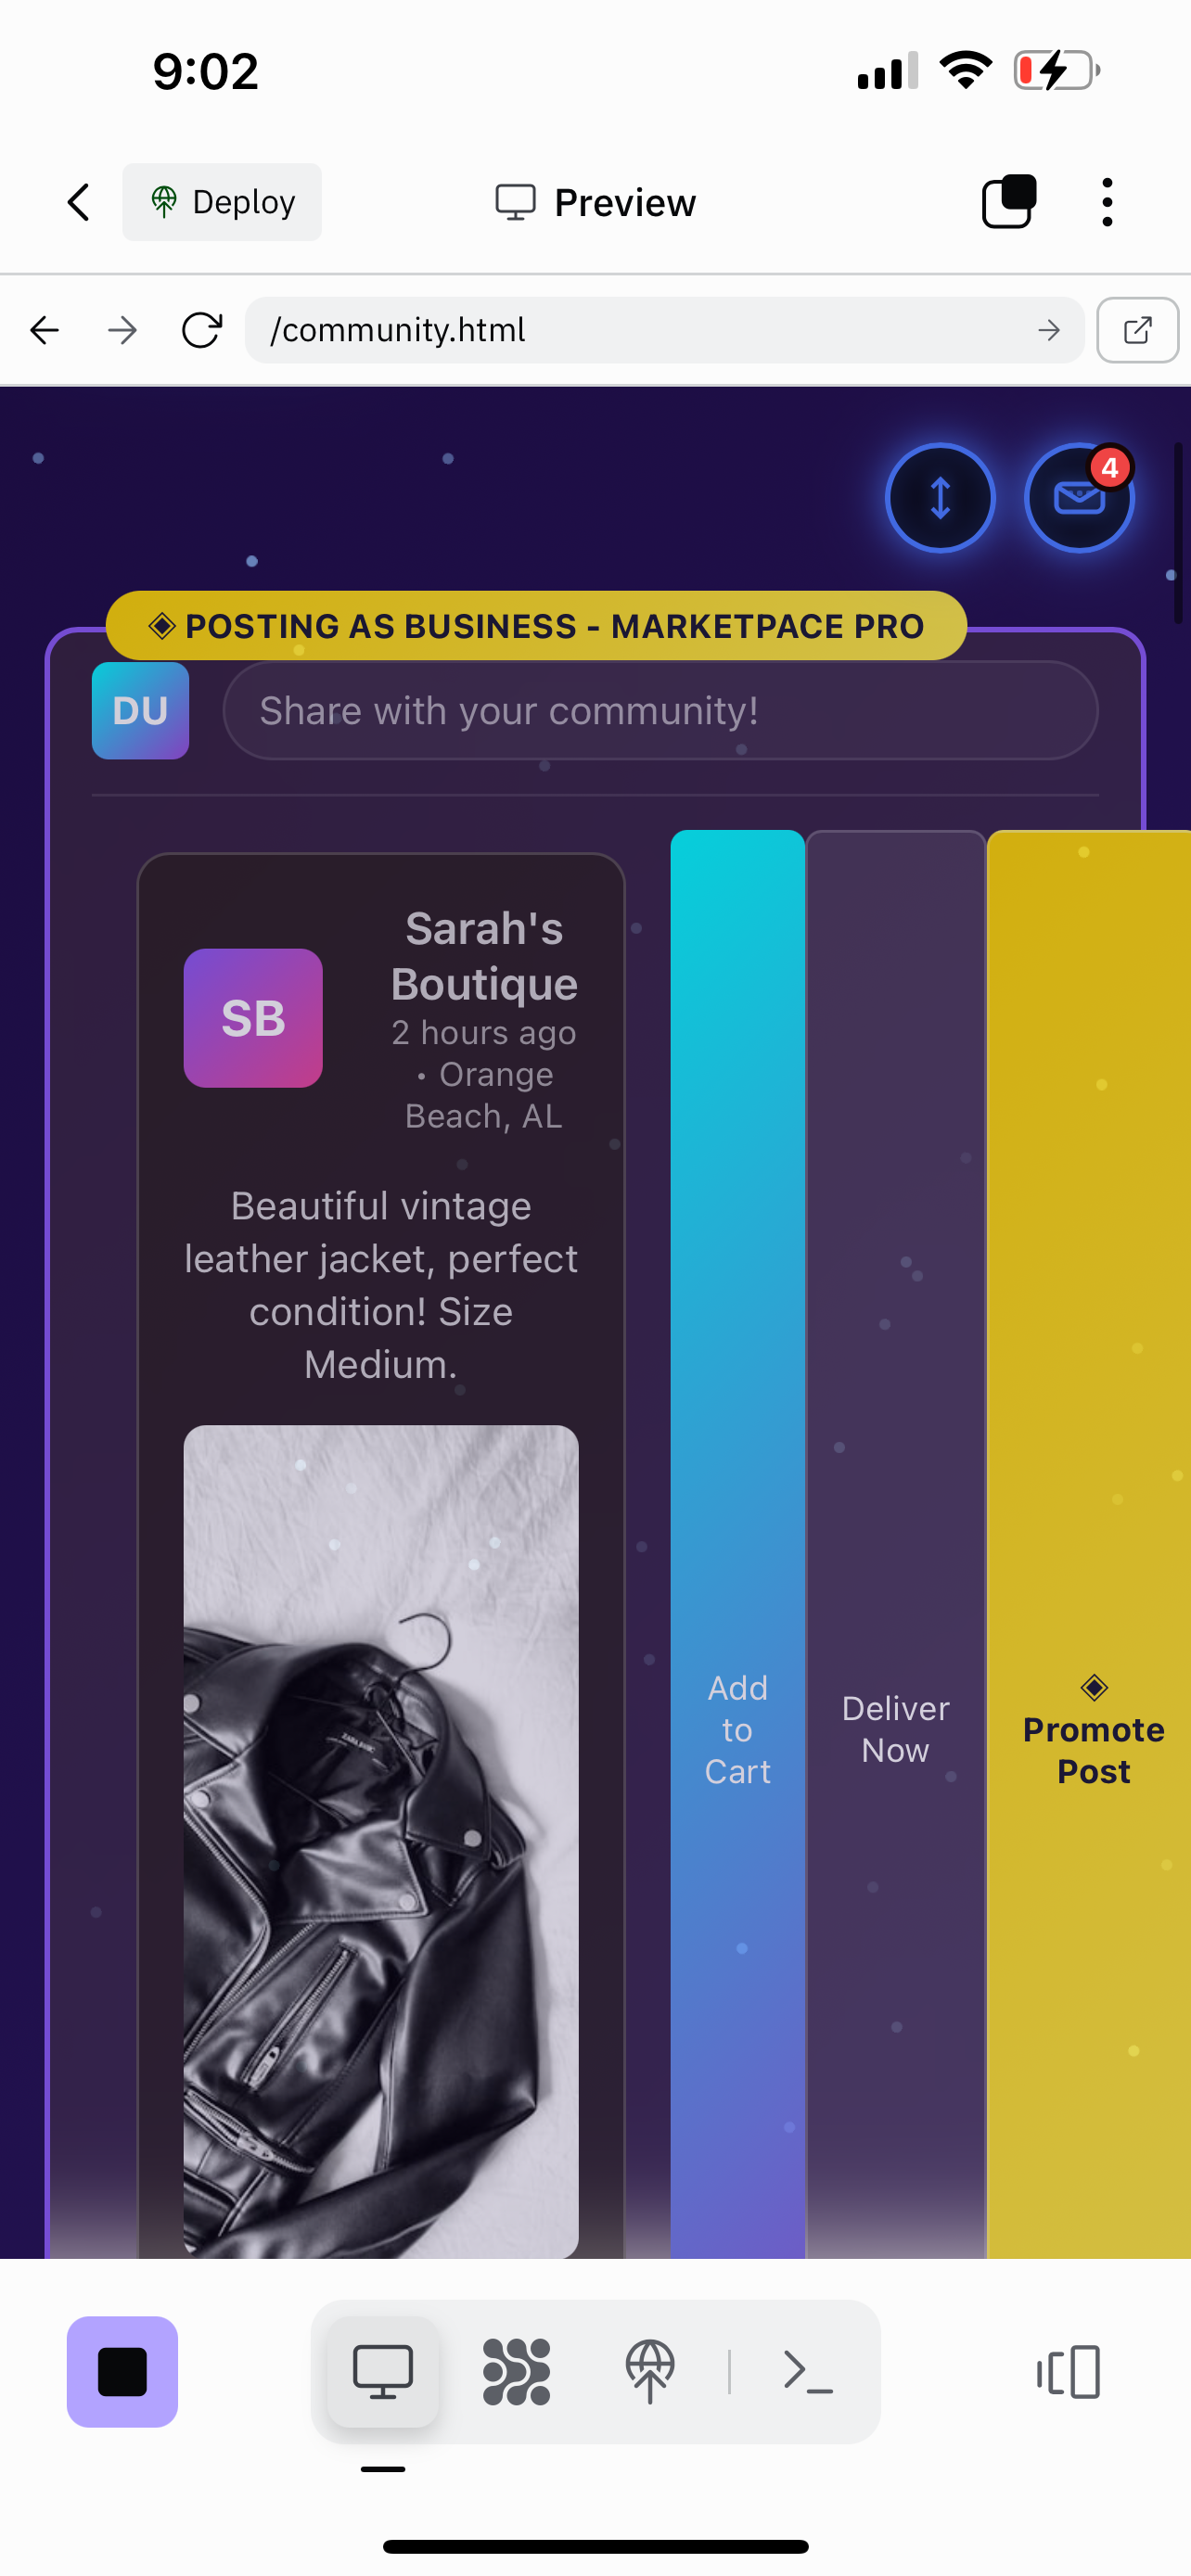 9:02
Deploy
Preview
/community.html
4
◈ POSTING AS BUSINESS - MARKETPACE PRO
DU
Share with your community!
SB
Sarah's
Boutique
2 hours ago
• Orange
Beach, AL
Beautiful vintage
leather jacket, perfect
condition! Size
Medium.
Add
to
Cart
Deliver
Now
◈
Promote
Post